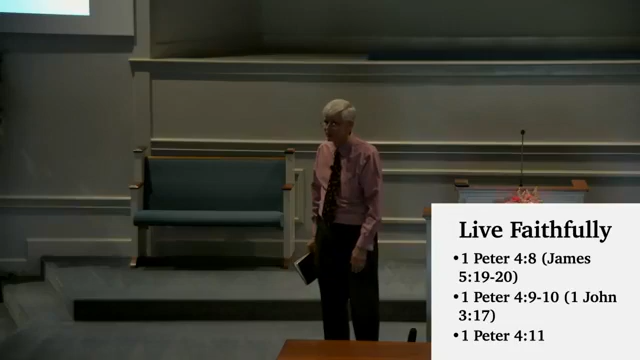 Live Faithfully
•1 Peter 4:8 (James
5:19-20)
•1 Peter 4:9-10 (1 John
3:17)
•1 Peter 4:11